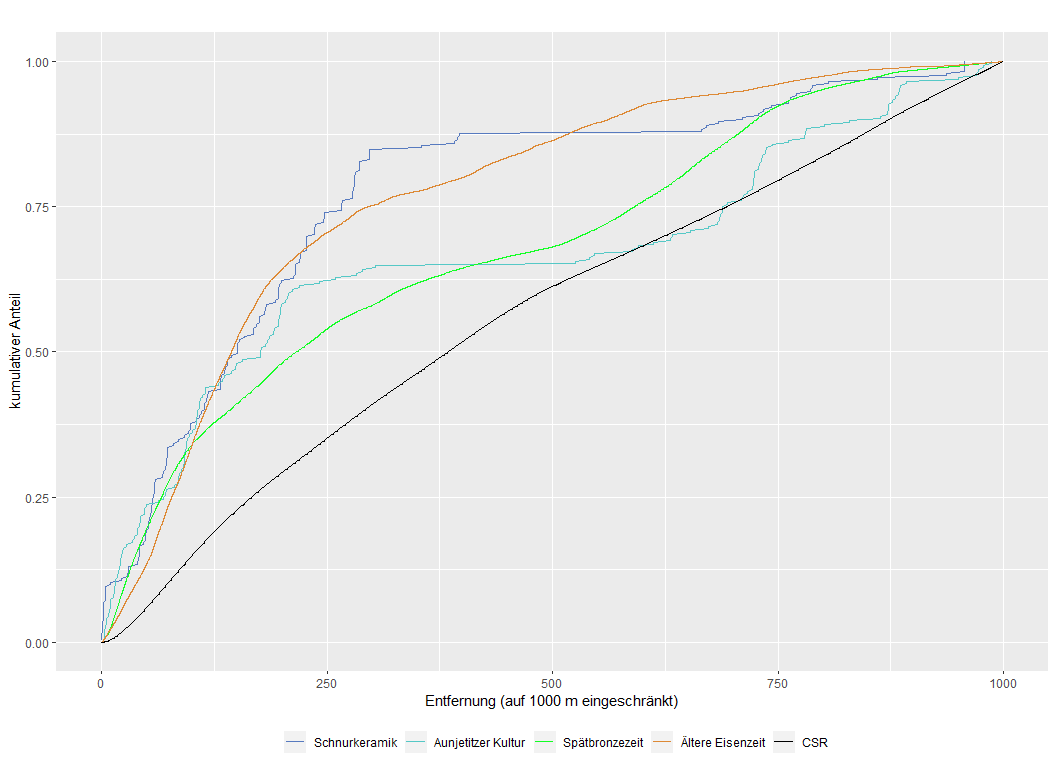 kumulativer Anteil
1.00
0.75
0.50
0.25
0.00
0 250 500 750 1000
Entfernung (auf 1000 m eingeschränkt)
Schnurkeramik Aunjetitzer Kultur Spätbronzezeit Ältere Eisenzeit CSR